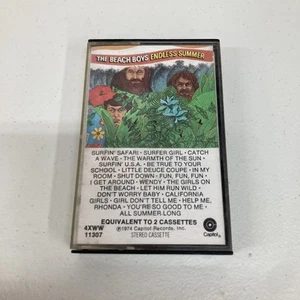 THE BEACH BOYS ENDLESS SUMMER
SURFIN' SAFARI · SURFER GIRL · CATCH
A WAVE · THE WARMTH OF THE SUN ·
SURFIN' U.S.A. · BE TRUE TO YOUR
SCHOOL · LITTLE DEUCE COUPE · IN MY
ROOM · SHUT DOWN · FUN, FUN, FUN ·
I GET AROUND · WENDY · THE GIRLS ON
THE BEACH · LET HIM RUN WILD ·
DON'T WORRY BABY · CALIFORNIA
GIRLS · GIRL DON'T TELL ME · HELP ME,
RHONDA · YOU'RE SO GOOD TO ME ·
ALL SUMMER LONG
EQUIVALENT TO 2 CASSETTES
4XWW
11307
℗1974 Capitol Records, Inc.
STEREO CASSETTE
Capitol